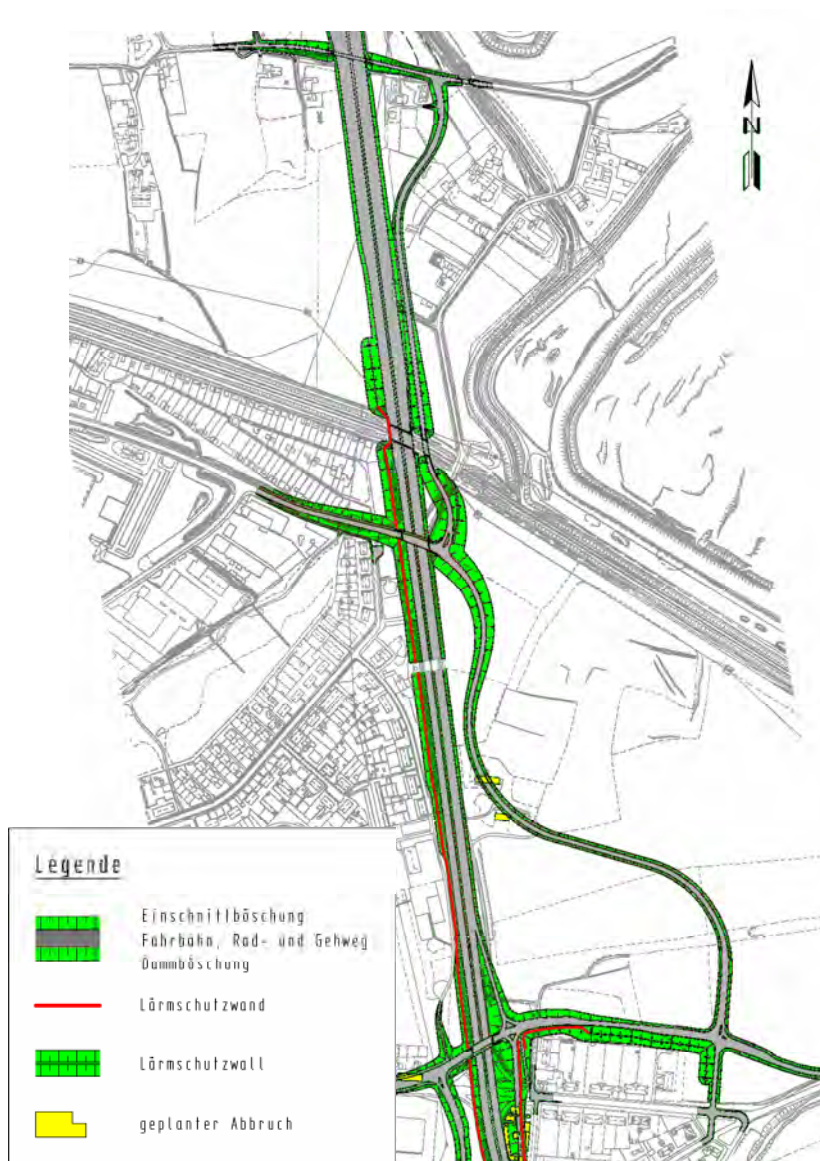 N
Legende
Einschnittböschung
Fahrbahn, Rad- und Gehweg
Dammböschung
Lärmschutzwand
Lärmschutzwall
geplanter Abbruch